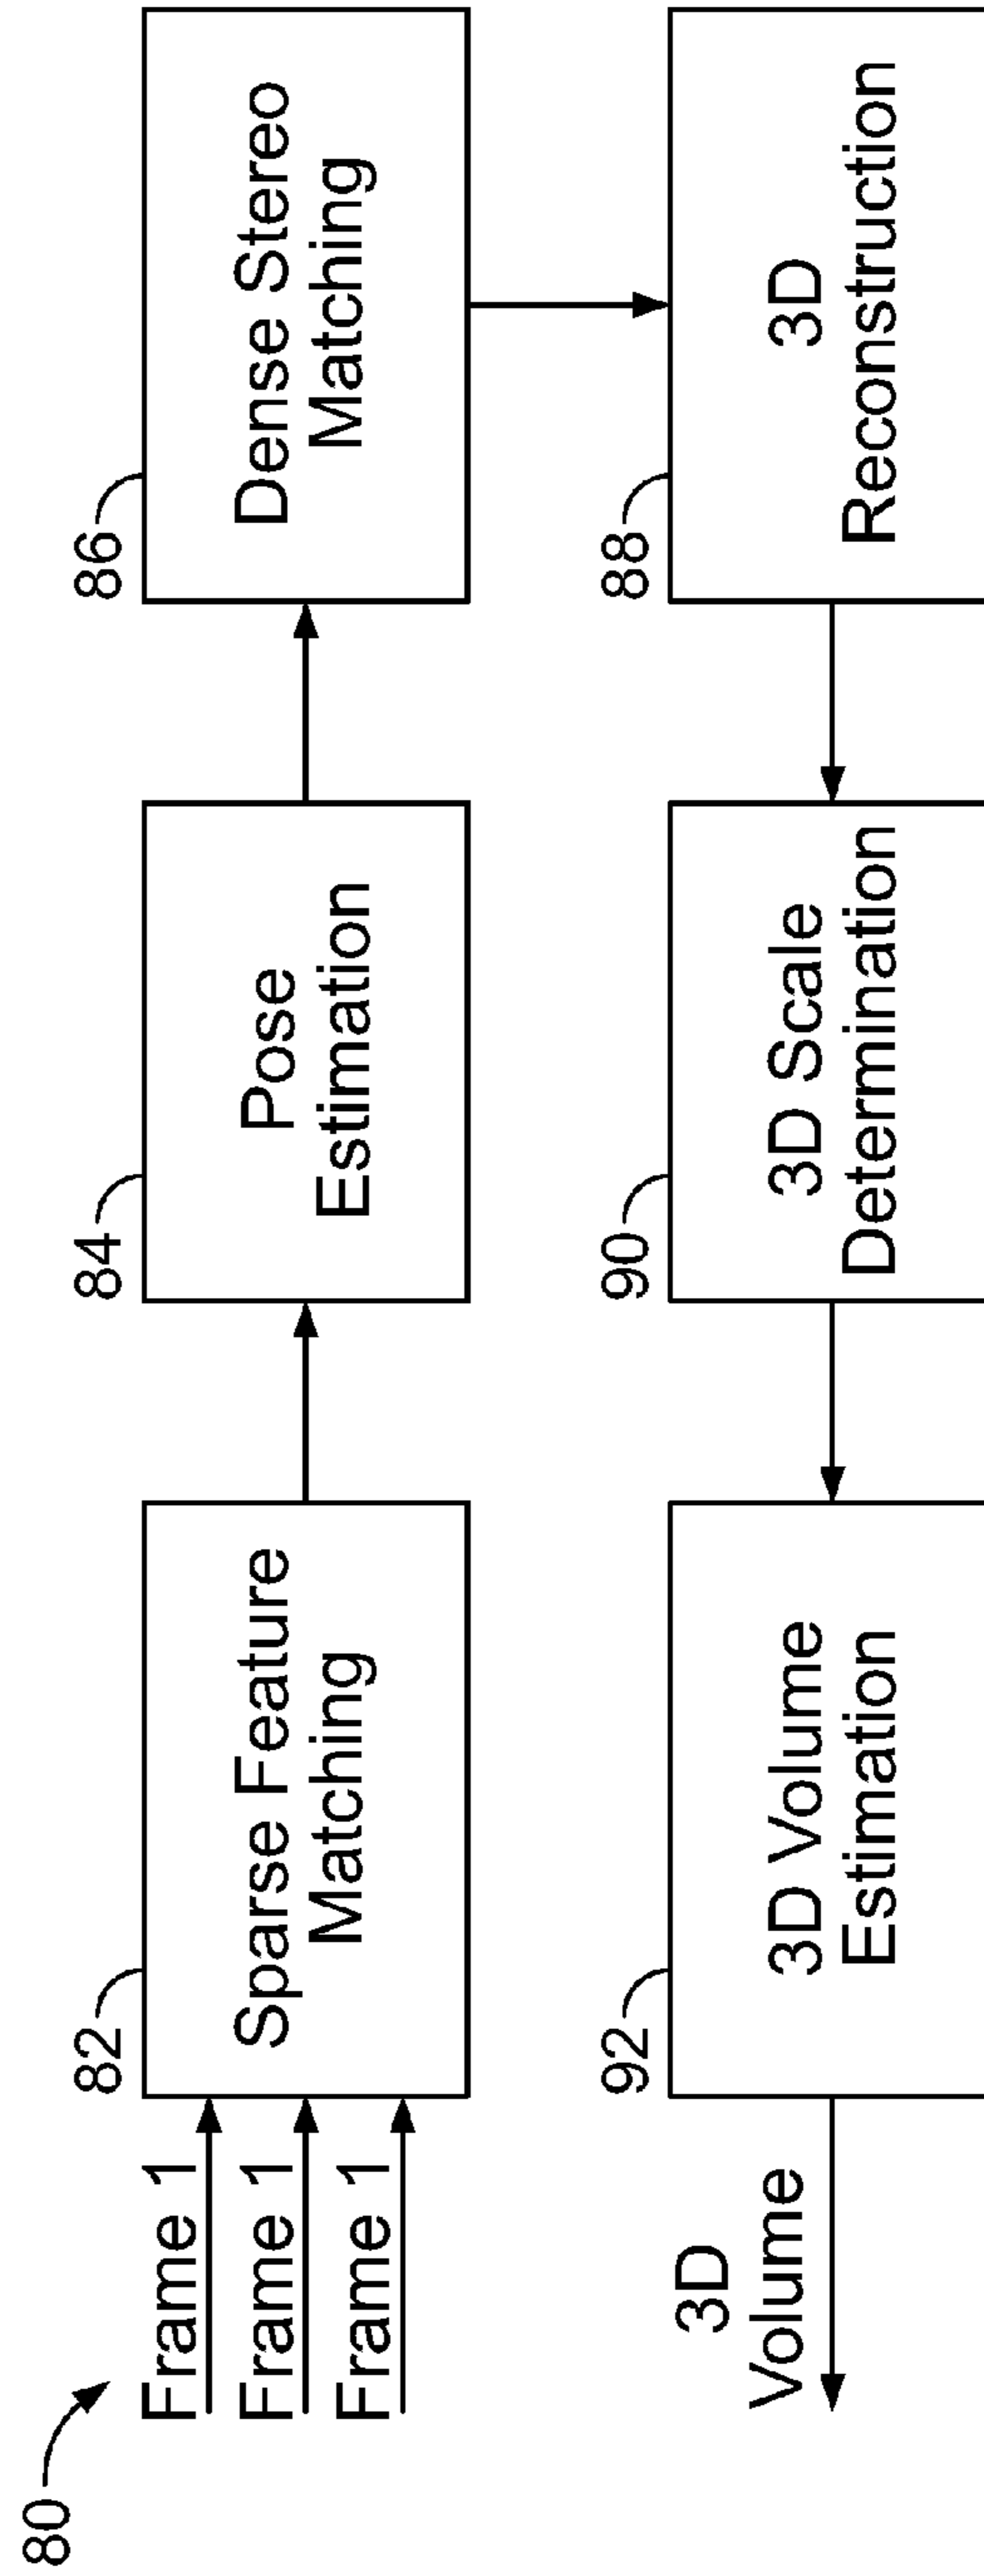 80
Frame 1
Frame 1
Frame 1
82
Sparse Feature
Matching
84
Pose
Estimation
86
Dense Stereo
Matching
88
3D
Reconstruction
90
3D Scale
Determination
92
3D Volume
Estimation
3D
Volume